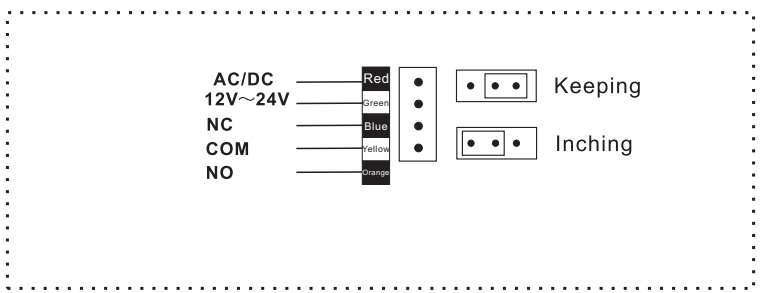 AC/DC Red
12V～24V Green
NC Blue
COM Yellow
NO Orange
Keeping
Inching